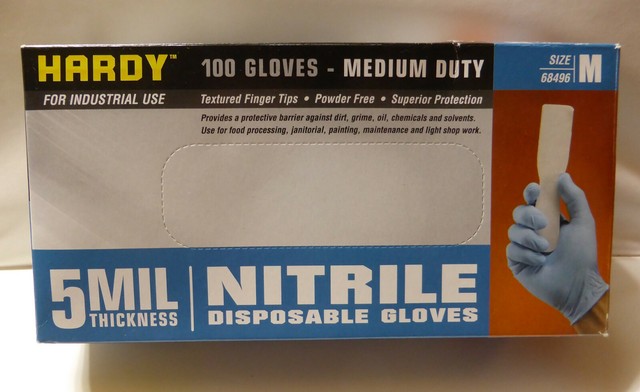 HARDY™
100 GLOVES - MEDIUM DUTY
SIZE
68496
M
FOR INDUSTRIAL USE
Textured Finger Tips • Powder Free • Superior Protection
Provides a protective barrier against dirt, grime, oil, chemicals and solvents.
Use for food processing, janitorial, painting, maintenance and light shop work.
5 MIL
THICKNESS
NITRILE
DISPOSABLE GLOVES